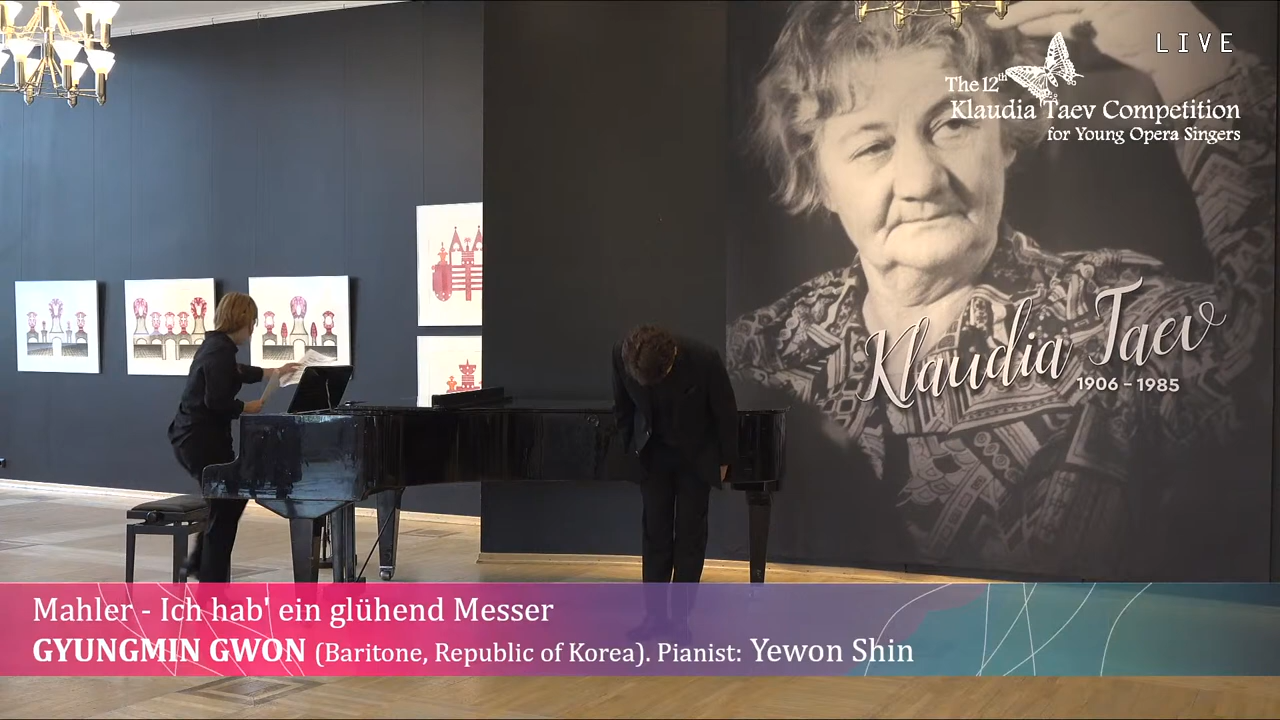 LIVE
The 12th
Klaudia Taev Competition
for Young Opera Singers
Klaudia Taev
1906 – 1985
Mahler - Ich hab' ein glühend Messer
GYUNGMIN GWON (Baritone, Republic of Korea). Pianist: Yewon Shin